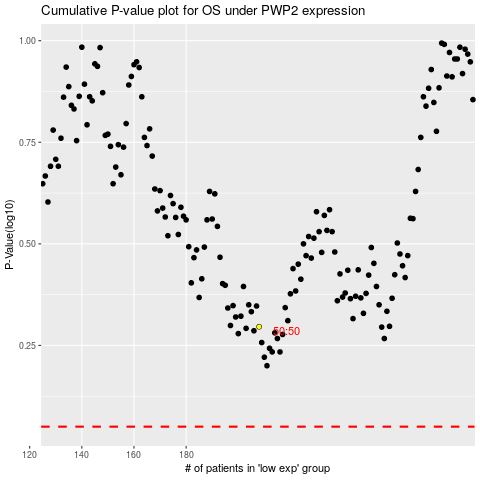 Cumulative P-value plot for OS under PWP2 expression
1.00
0.75
0.50
0.25
P-Value(log10)
50:50
120 140 160 180
# of patients in 'low exp' group